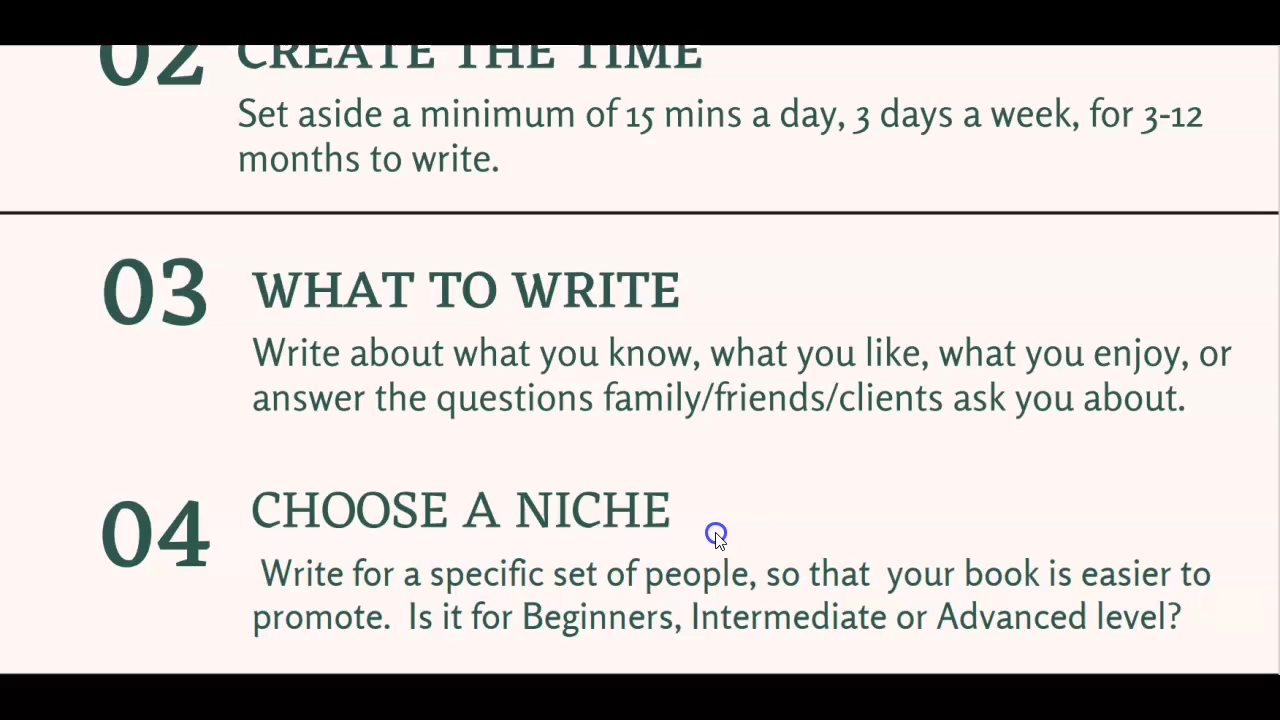 02 CREATE THE TIME
Set aside a minimum of 15 mins a day, 3 days a week, for 3-12
months to write.
03 WHAT TO WRITE
Write about what you know, what you like, what you enjoy, or
answer the questions family/friends/clients ask you about.
04 CHOOSE A NICHE
Write for a specific set of people, so that  your book is easier to
promote.  Is it for Beginners, Intermediate or Advanced level?